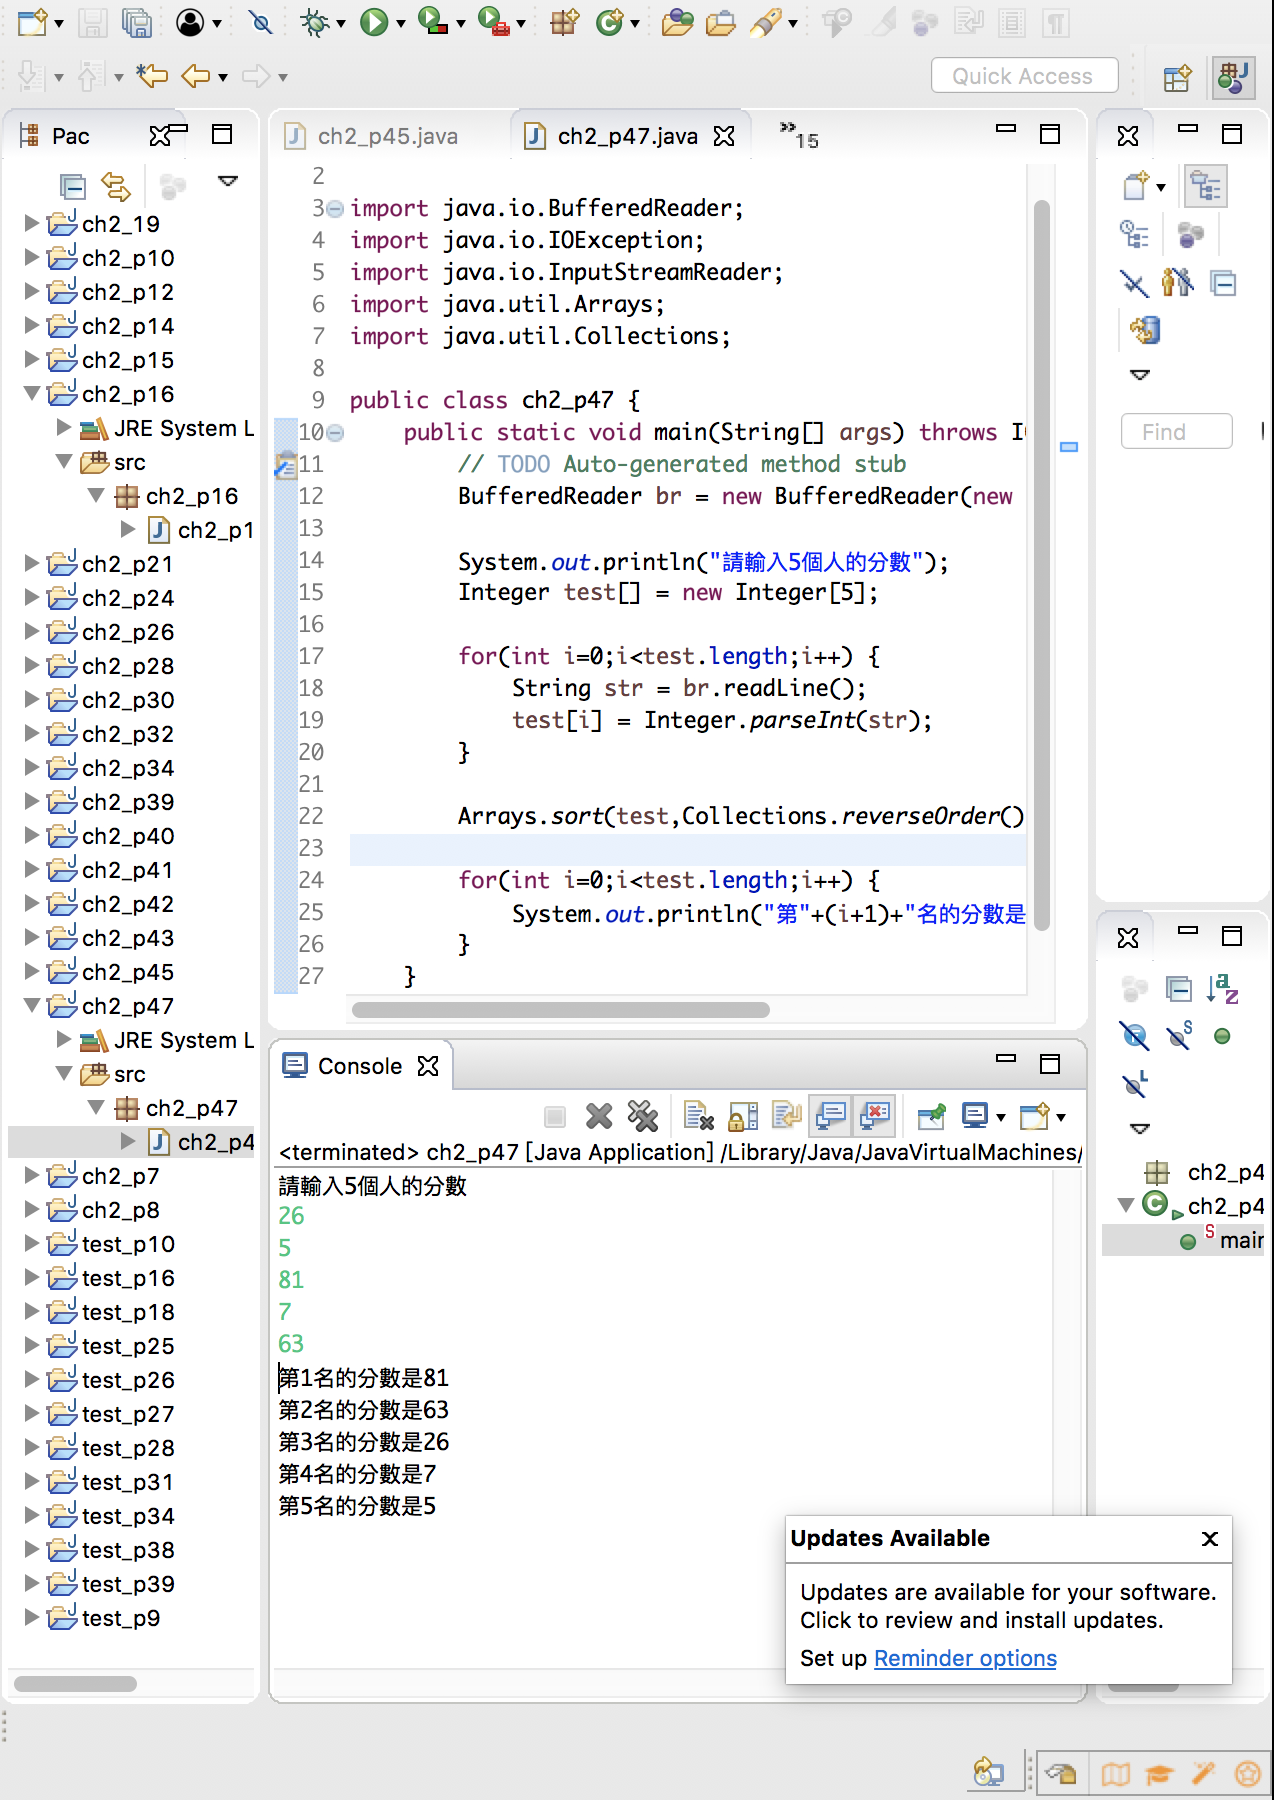 Quick Access
Pac
ch2_19
ch2_p10
ch2_p12
ch2_p14
ch2_p15
ch2_p16
JRE System L
src
ch2_p16
ch2_p1
ch2_p21
ch2_p24
ch2_p26
ch2_p28
ch2_p30
ch2_p32
ch2_p34
ch2_p39
ch2_p40
ch2_p41
ch2_p42
ch2_p43
ch2_p45
ch2_p47
JRE System L
src
ch2_p47
ch2_p4
ch2_p7
ch2_p8
test_p10
test_p16
test_p18
test_p25
test_p26
test_p27
test_p28
test_p31
test_p34
test_p38
test_p39
test_p9
ch2_p45.java ch2_p47.java »15
2
3 import java.io.BufferedReader;
4 import java.io.IOException;
5 import java.io.InputStreamReader;
6 import java.util.Arrays;
7 import java.util.Collections;
8
9 public class ch2_p47 {
10 public static void main(String[] args) throws IO
11 // TODO Auto-generated method stub
12 BufferedReader br = new BufferedReader(new
13
14 System.out.println("請輸入5個人的分數");
15 Integer test[] = new Integer[5];
16
17 for(int i=0;i<test.length;i++) {
18 String str = br.readLine();
19 test[i] = Integer.parseInt(str);
20 }
21
22 Arrays.sort(test,Collections.reverseOrder()
23
24 for(int i=0;i<test.length;i++) {
25 System.out.println("第"+(i+1)+"名的分數是
26 }
27 }
Console
<terminated> ch2_p47 [Java Application] /Library/Java/JavaVirtualMachines/
請輸入5個人的分數
26
5
81
7
63
第1名的分數是81
第2名的分數是63
第3名的分數是26
第4名的分數是7
第5名的分數是5
Find
ch2_p4
ch2_p4
main
Updates Available
Updates are available for your software.
Click to review and install updates.
Set up Reminder options